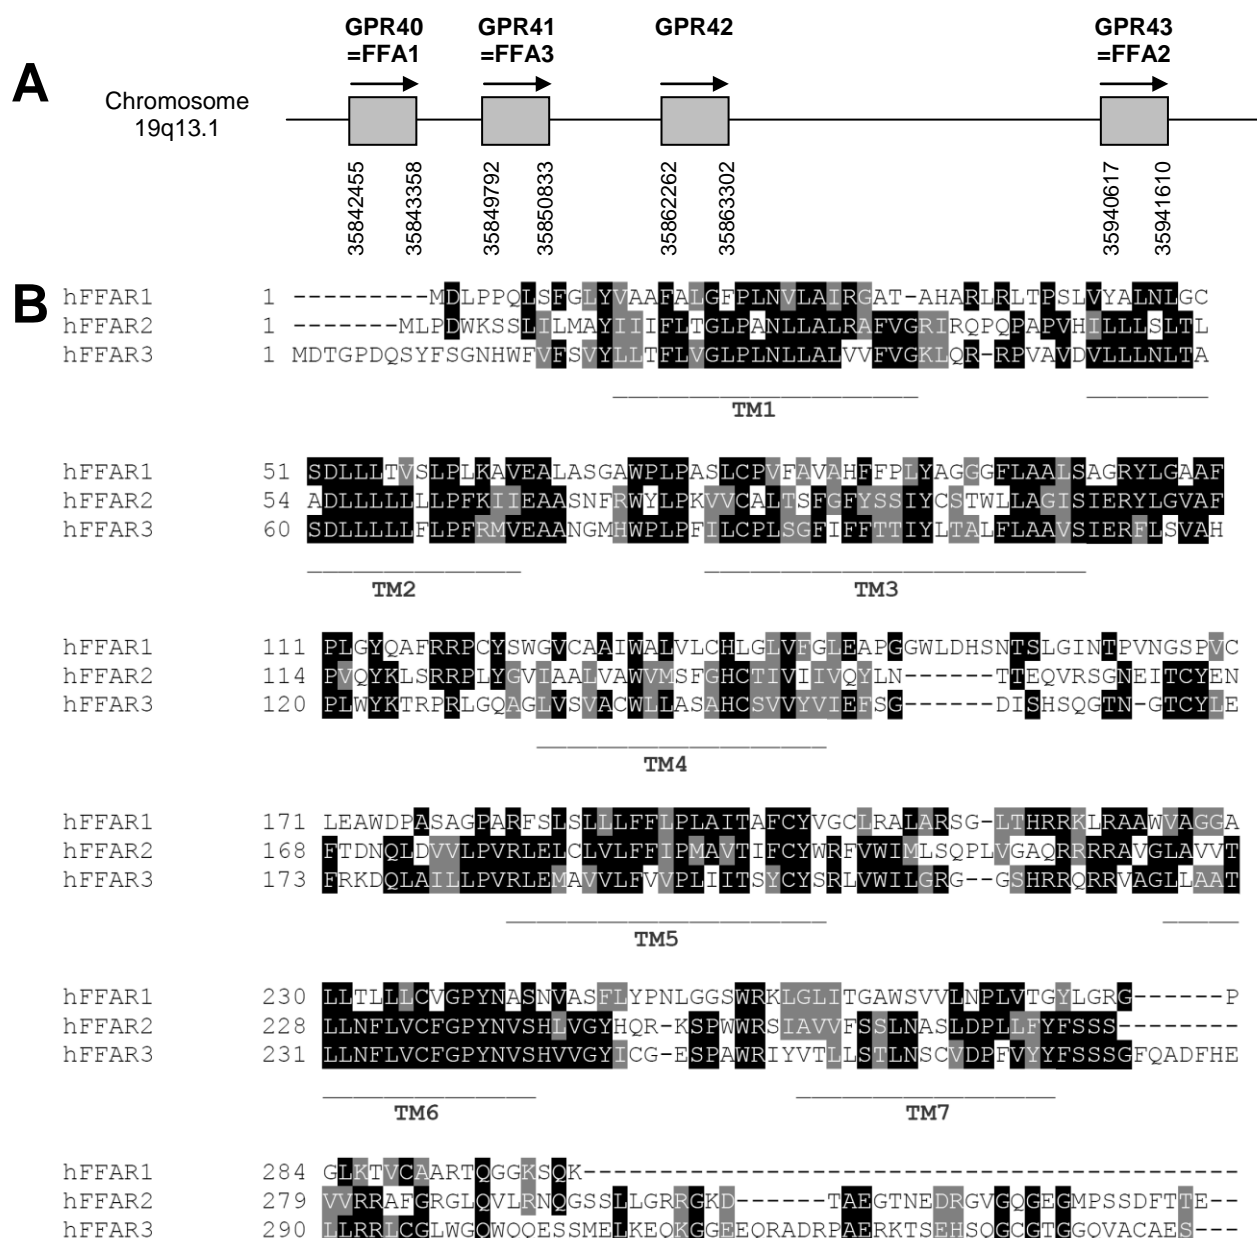 A
GPR40 =FFA1
GPR41 =FFA3
GPR42
GPR43 =FFA2
Chromosome 19q13.1
35842455
35843358
35849792
35850833
35862262
35863302
35940617
35941610
B
hFFAR1 1 ---------MDLPPQLSFGLYVAAFALGFPLNVLAIRGAT-AHARLRLTPSLVYALNLGC
hFFAR2 1 -------MLPDWKSSLILMAYIIIFLTGLPANLLALRAFVGRIRQPQPAPVHILLLSLTL
hFFAR3 1 MDTGPDQSYFSGNHWFVFSVYLLTFLVGLPLNLLALVVFVGKLQR-RPVAVDVLLLNLTA
TM1
hFFAR1 51 SDLLLTVSLPLKAVEALASGAWPLPASLCPVFAVAHFFPLYAGGGFLAALSAGRYLGAAF
hFFAR2 54 ADLLLLLLLPFKIIEAASNFRWYLPKVVCALTSFGFYSSIYCSTWLLAGISIERYLGVAF
hFFAR3 60 SDLLLLLFLPFRMVEAANGMHWPLPFILCPLSGFIFFTTIYLTALFLAAVSIERFLSVAH
TM2 TM3
hFFAR1 111 PLGYQAFRRPCYSWGVCAAIWALVLCHLGLVFGLEAPGGWLDHSNTSLGINTPVNGSPVC
hFFAR2 114 PVQYKLSRRPLYGVIAALVAWVMSFGHCTIVIIVQYLN------TTEQVRSGNEITCYEN
hFFAR3 120 PLWYKTRPRLGQAGLVSVACWLLASAHCSVVYVIEFSG------DISHSQGTN-GTCYLE
TM4
hFFAR1 171 LEAWDPASAGPARFSLSLLLFFLPLAITAFCYVGCLRALARSG-LTHRRKLRAAWVAGGA
hFFAR2 168 FTDNQLDVVLPVRLELCLVLFFIPMAVTIFCYWRFVWIMLSQPLVGAQRRRRAVGLAVVT
hFFAR3 173 FRKDQLAILLPVRLEMAVVLFVVPLIITSYCYSRLVWILGRG--GSHRRQRRVAGLLAAT
TM5
hFFAR1 230 LLTLLLCVGPYNASNVASFLYPNLGGSWRKLGLITGAWSVVLNPLVTGYLGRG------P
hFFAR2 228 LLNFLVCFGPYNVSHLVGYHQR-KSPWWRSIAVVFSSLNASLDPLLFYFSSS--------
hFFAR3 231 LLNFLVCFGPYNVSHVVGYICG-ESPAWRIYVTLLSTLNSCVDPFVYYFSSSGFQADFHE
TM6 TM7
hFFAR1 284 GLKTVCAARTQGGKSQK-------------------------------------------
hFFAR2 279 VVRRAFGRGLQVLRNQGSSLLGRRGKD------TAEGTNEDRGVGQGEGMPSSDFTTE--
hFFAR3 290 LLRRLCGLWGQWQQESSMELKEQKGGEEQRADRPAERKTSEHSQGCGTGGQVACAES---